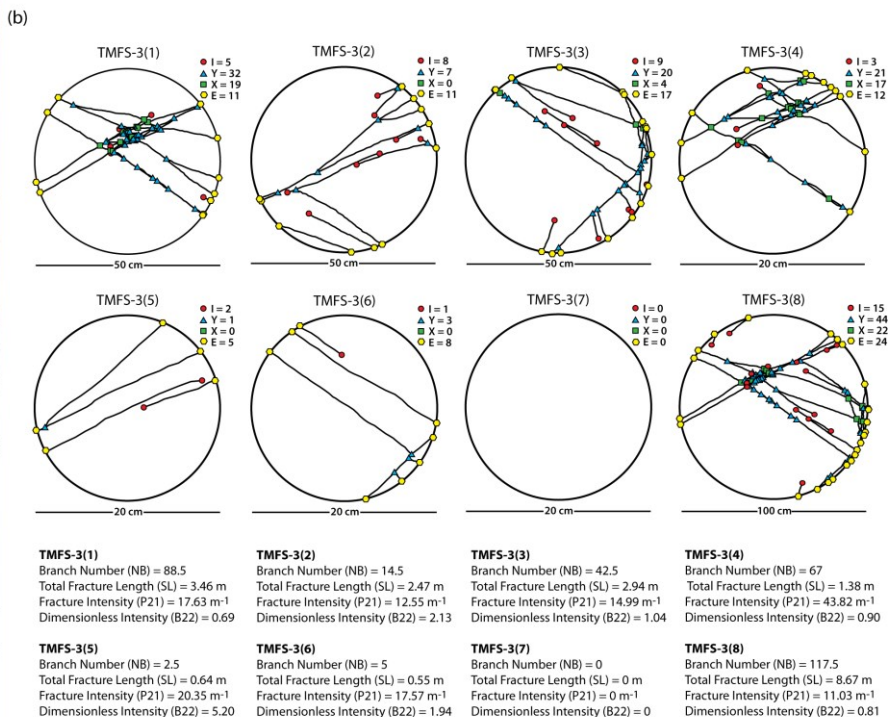 (b)
TMFS-3(1)
I = 5
Y = 32
X = 19
E = 11
50 cm
TMFS-3(2)
I = 8
Y = 7
X = 0
E = 11
50 cm
TMFS-3(3)
I = 9
Y = 20
X = 4
E = 17
50 cm
TMFS-3(4)
I = 3
Y = 21
X = 17
E = 12
20 cm
TMFS-3(5)
I = 2
Y = 1
X = 0
E = 5
20 cm
TMFS-3(6)
I = 1
Y = 3
X = 0
E = 8
20 cm
TMFS-3(7)
I = 0
Y = 0
X = 0
E = 0
20 cm
TMFS-3(8)
I = 15
Y = 44
X = 22
E = 24
100 cm
TMFS-3(1)
Branch Number (NB) = 88.5
Total Fracture Length (SL) = 3.46 m
Fracture Intensity (P21) = 17.63 m-1
Dimensionless Intensity (B22) = 0.69
TMFS-3(2)
Branch Number (NB) = 14.5
Total Fracture Length (SL) = 2.47 m
Fracture Intensity (P21) = 12.55 m-1
Dimensionless Intensity (B22) = 2.13
TMFS-3(3)
Branch Number (NB) = 42.5
Total Fracture Length (SL) = 2.94 m
Fracture Intensity (P21) = 14.99 m-1
Dimensionless Intensity (B22) = 1.04
TMFS-3(4)
Branch Number (NB) = 67
Total Fracture Length (SL) = 1.38 m
Fracture Intensity (P21) = 43.82 m-1
Dimensionless Intensity (B22) = 0.90
TMFS-3(5)
Branch Number (NB) = 2.5
Total Fracture Length (SL) = 0.64 m
Fracture Intensity (P21) = 20.35 m-1
Dimensionless Intensity (B22) = 5.20
TMFS-3(6)
Branch Number (NB) = 5
Total Fracture Length (SL) = 0.55 m
Fracture Intensity (P21) = 17.57 m-1
Dimensionless Intensity (B22) = 1.94
TMFS-3(7)
Branch Number (NB) = 0
Total Fracture Length (SL) = 0 m
Fracture Intensity (P21) = 0 m-1
Dimensionless Intensity (B22) = 0
TMFS-3(8)
Branch Number (NB) = 117.5
Total Fracture Length (SL) = 8.67 m
Fracture Intensity (P21) = 11.03 m-1
Dimensionless Intensity (B22) = 0.81